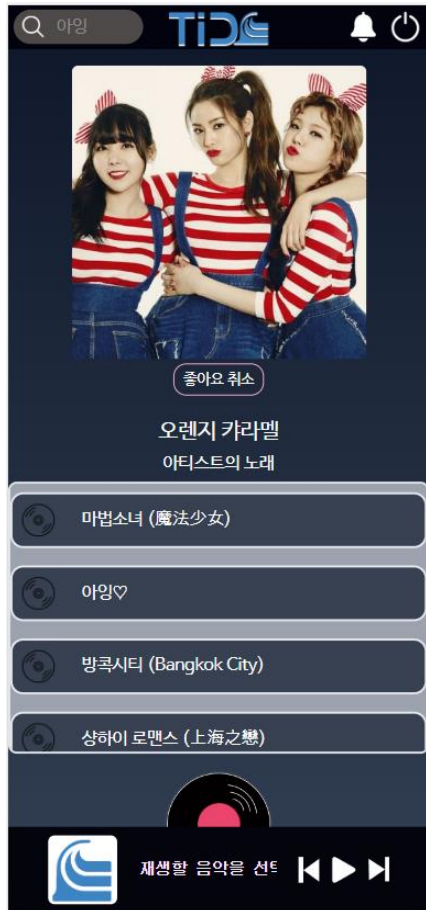 아잉
TiDE
좋아요 취소
오렌지 캬라멜
아티스트의 노래
마법소녀 (魔法少女)
아잉♡
방콕시티 (Bangkok City)
샹하이 로맨스 (上海之戀)
재생할 음악을 선택